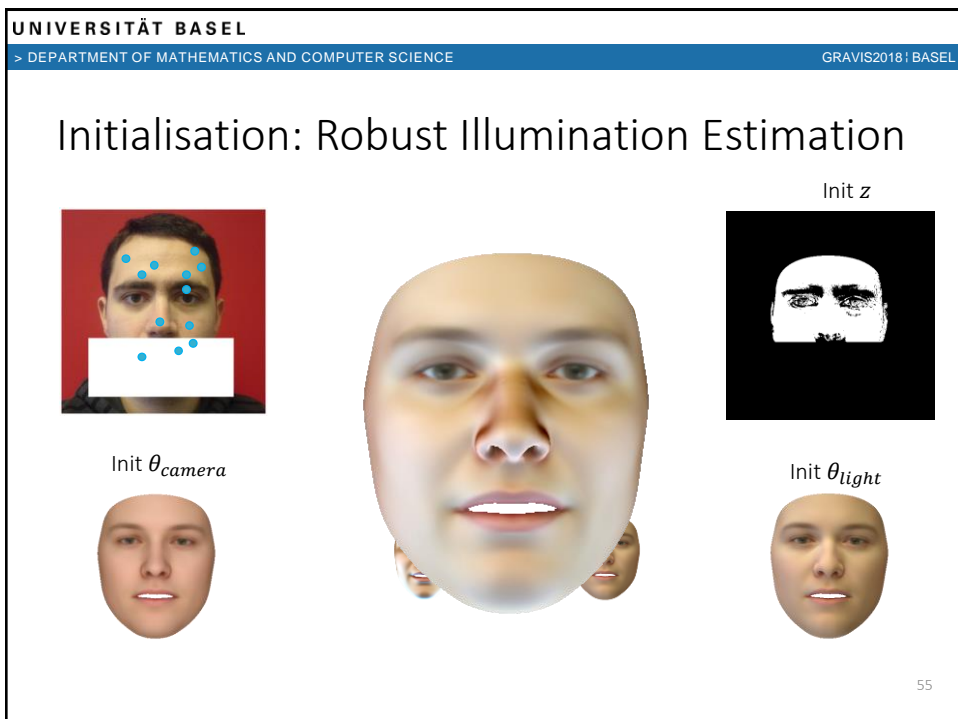 UNIVERSITÄT BASEL
> DEPARTMENT OF MATHEMATICS AND COMPUTER SCIENCE
GRAVIS2018 ¦ BASEL
Initialisation: Robust Illumination Estimation
Init z
Init θcamera
Init θlight
55